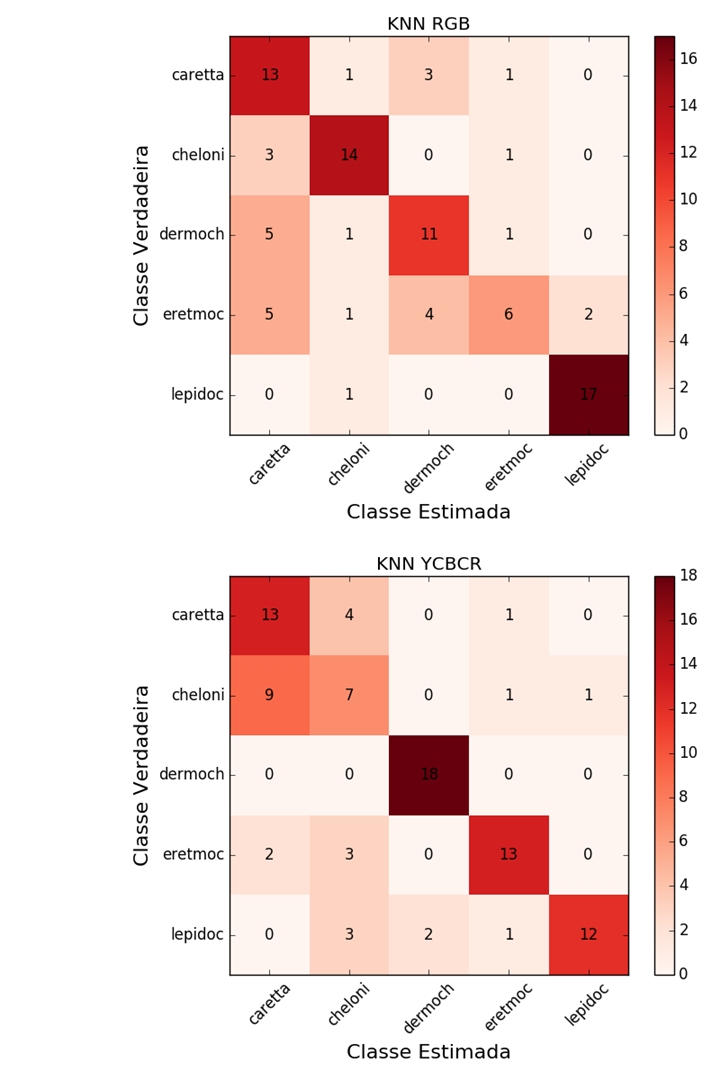 KNN RGB
caretta 13 1 3 1 0
cheloni 3 14 0 1 0
dermoch 5 1 11 1 0
eretmoc 5 1 4 6 2
lepidoc 0 1 0 0 17
caretta cheloni dermoch eretmoc lepidoc
Classe Verdadeira
Classe Estimada
16
14
12
10
8
6
4
2
0
KNN YCBCR
caretta 13 4 0 1 0
cheloni 9 7 0 1 1
dermoch 0 0 18 0 0
eretmoc 2 3 0 13 0
lepidoc 0 3 2 1 12
caretta cheloni dermoch eretmoc lepidoc
Classe Verdadeira
Classe Estimada
18
16
14
12
10
8
6
4
2
0